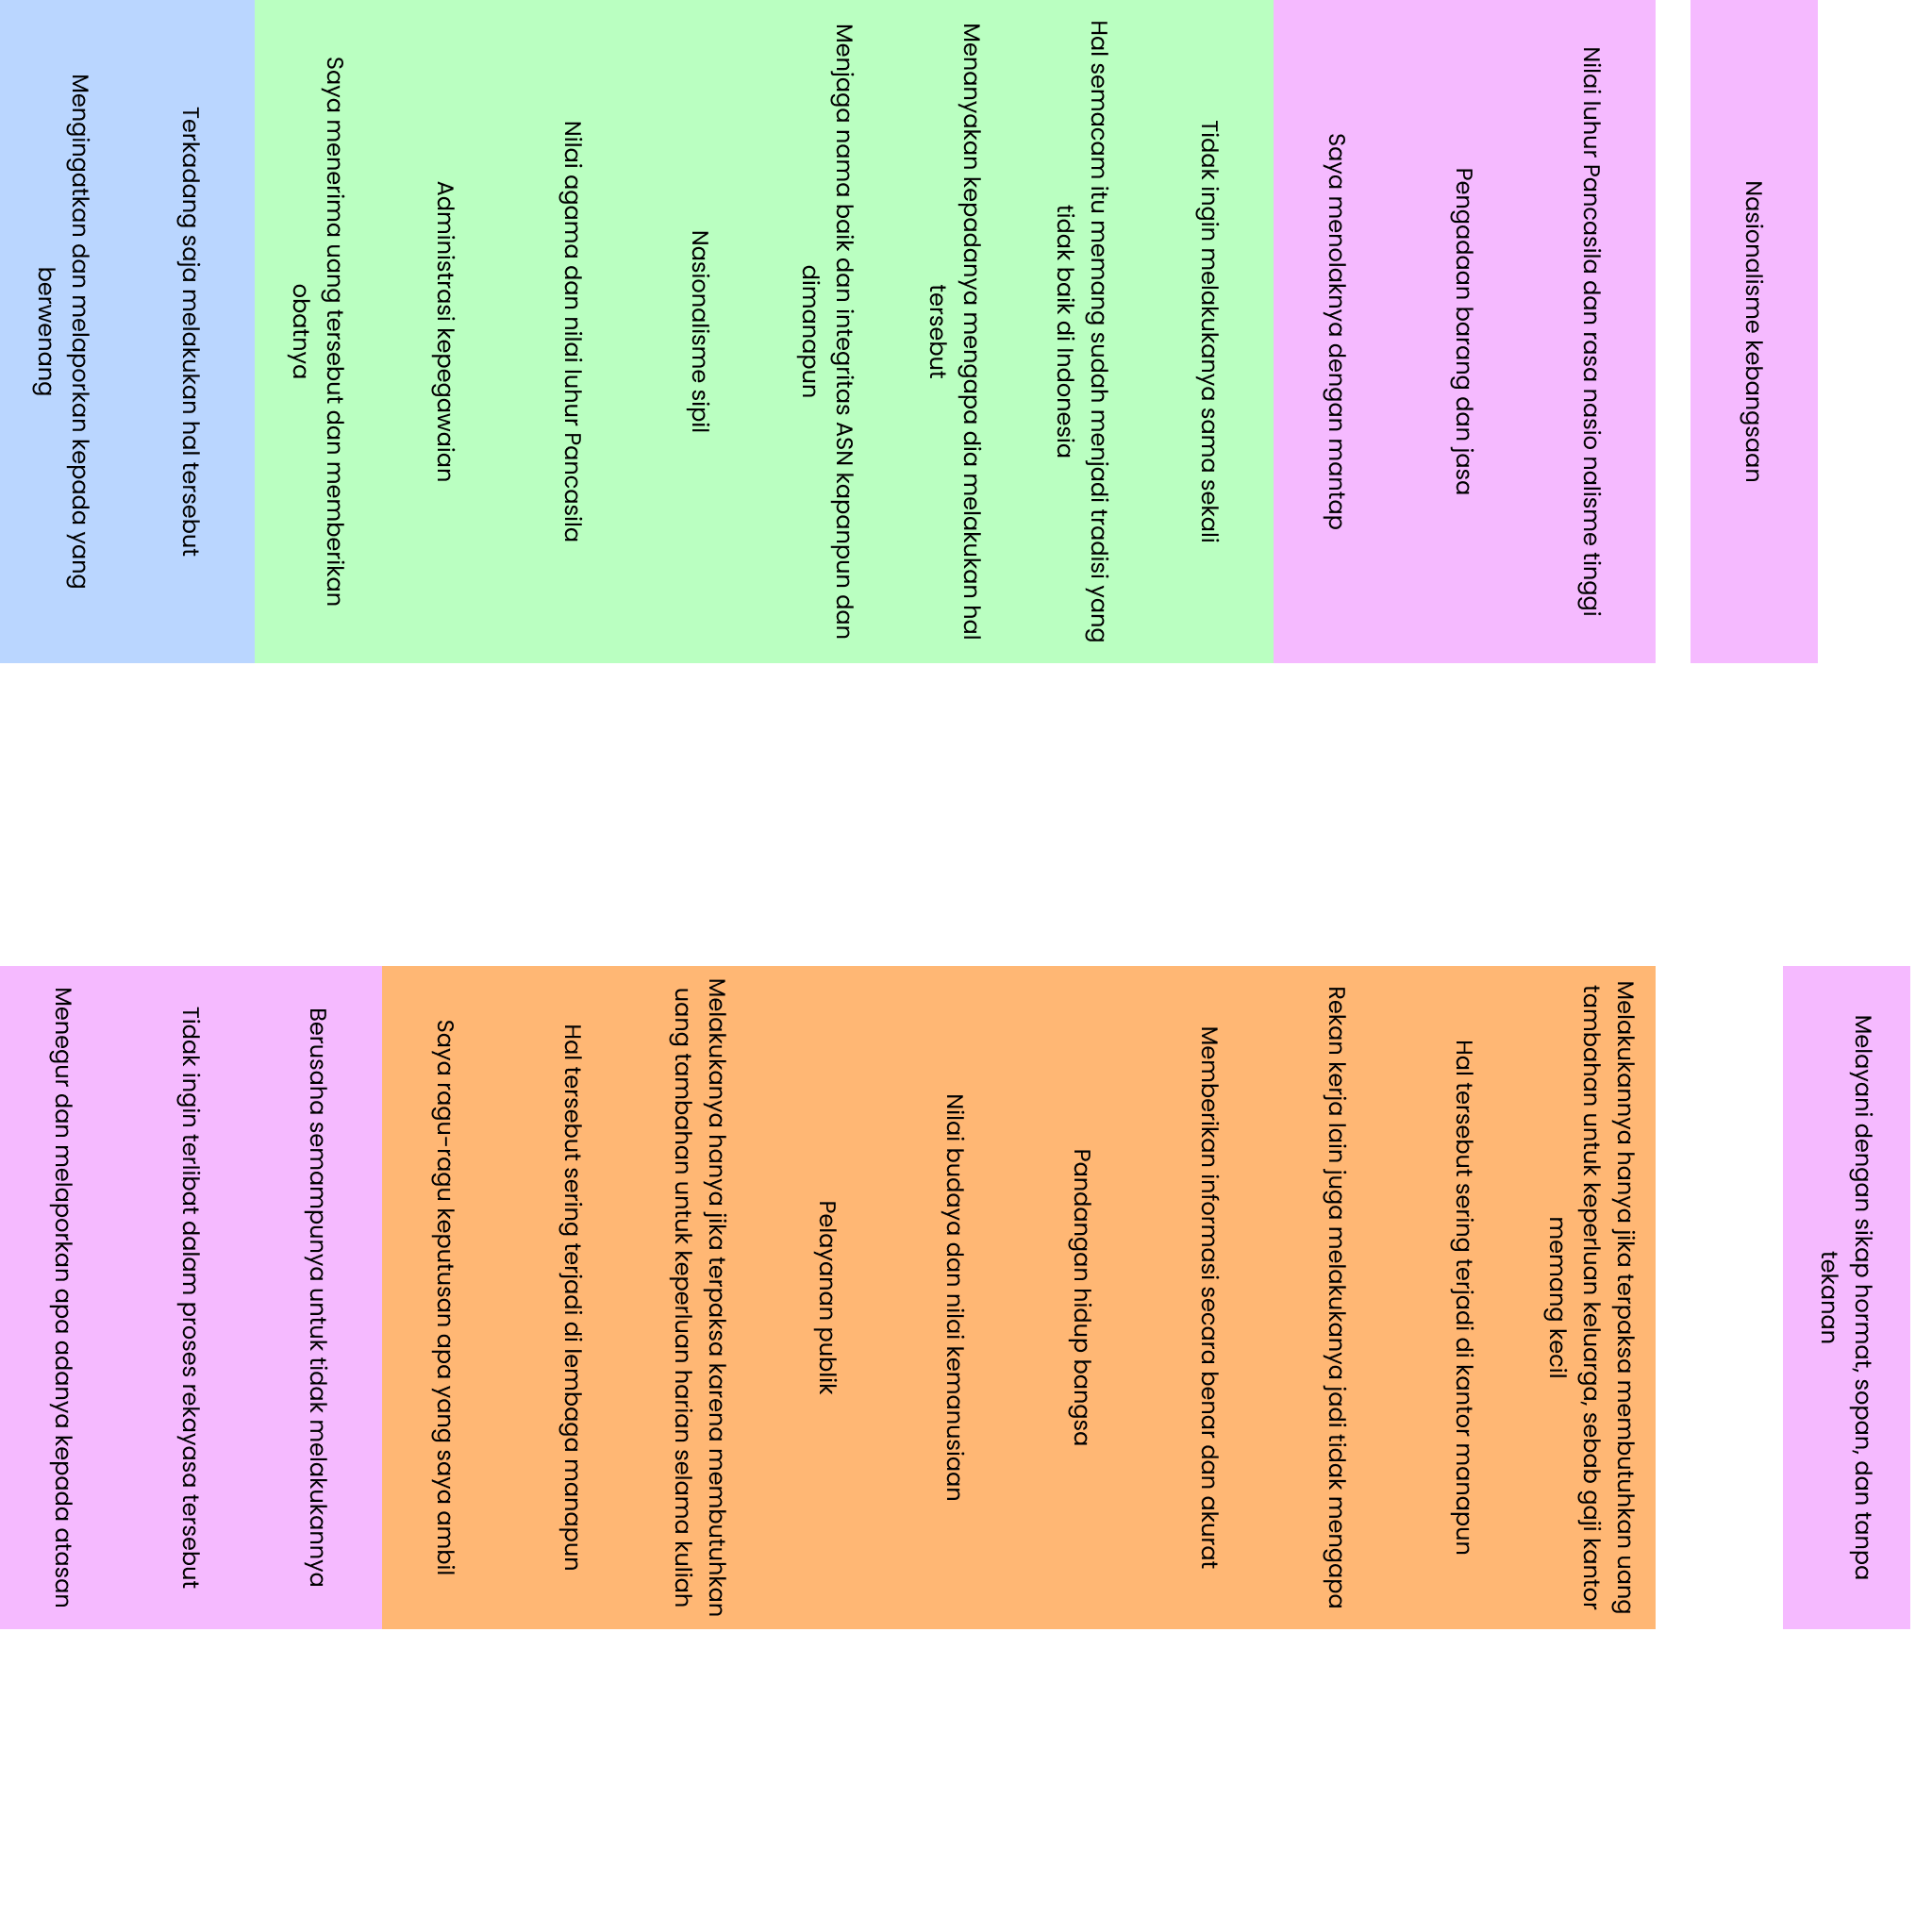 Nasionalisme kebangsaan
Nilai luhur Pancasila dan rasa nasio nalisme tinggi
Pengadaan barang dan jasa
Saya menolaknya dengan mantap
Tidak ingin melakukanya sama sekali
Hal semacam itu memang sudah menjadi tradisi yang
tidak baik di Indonesia
Menanyakan kepadanya mengapa dia melakukan hal
tersebut
Menjaga nama baik dan integritas ASN kapanpun dan
dimanapun
Nasionalisme sipil
Nilai agama dan nilai luhur Pancasila
Administrasi kepegawaian
Saya menerima uang tersebut dan memberikan
obatnya
Terkadang saja melakukan hal tersebut
Mengingatkan dan melaporkan kepada yang
berwenang
Melayani dengan sikap hormat, sopan, dan tanpa
tekanan
Melakukannya hanya jika terpaksa membutuhkan uang
tambahan untuk keperluan keluarga, sebab gaji kantor
memang kecil
Hal tersebut sering terjadi di kantor manapun
Rekan kerja lain juga melakukanya jadi tidak mengapa
Memberikan informasi secara benar dan akurat
Pandangan hidup bangsa
Nilai budaya dan nilai kemanusiaan
Pelayanan publik
Melakukanya hanya jika terpaksa karena membutuhkan
uang tambahan untuk keperluan harian selama kuliah
Hal tersebut sering terjadi di lembaga manapun
Saya ragu-ragu keputusan apa yang saya ambil
Berusaha semampunya untuk tidak melakukannya
Tidak ingin terlibat dalam proses rekayasa tersebut
Menegur dan melaporkan apa adanya kepada atasan